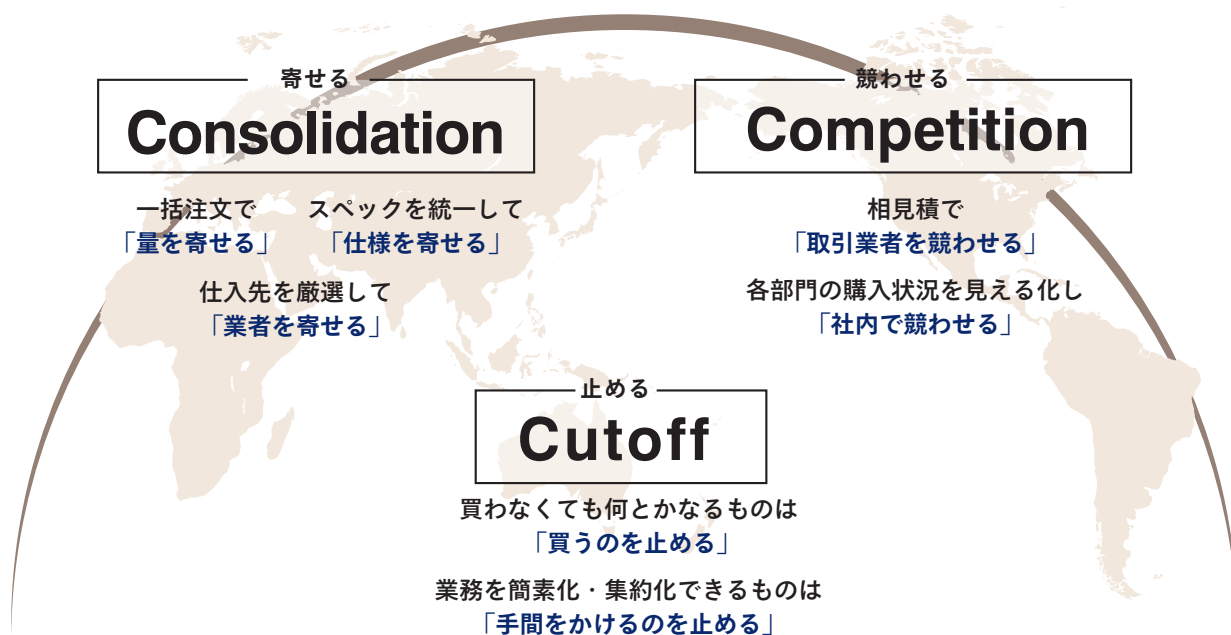 寄せる
Consolidation
一括注文で
「量を寄せる」
スペックを統一して
「仕様を寄せる」
仕入先を厳選して
「業者を寄せる」
競わせる
Competition
相見積で
「取引業者を競わせる」
各部門の購入状況を見える化し
「社内で競わせる」
止める
Cutoff
買わなくても何とかなるものは
「買うのを止める」
業務を簡素化・集約化できるものは
「手間をかけるのを止める」